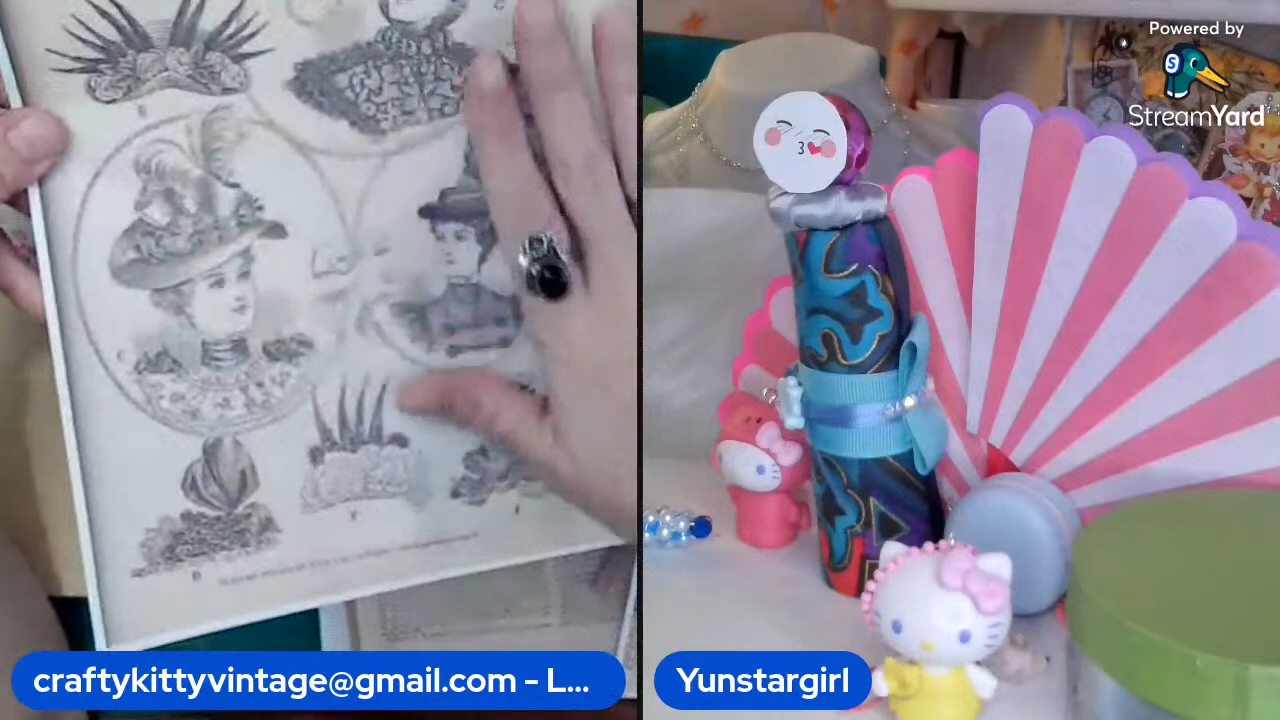 Powered by
S
StreamYard
craftykittyvintage@gmail.com - L...
Yunstargirl